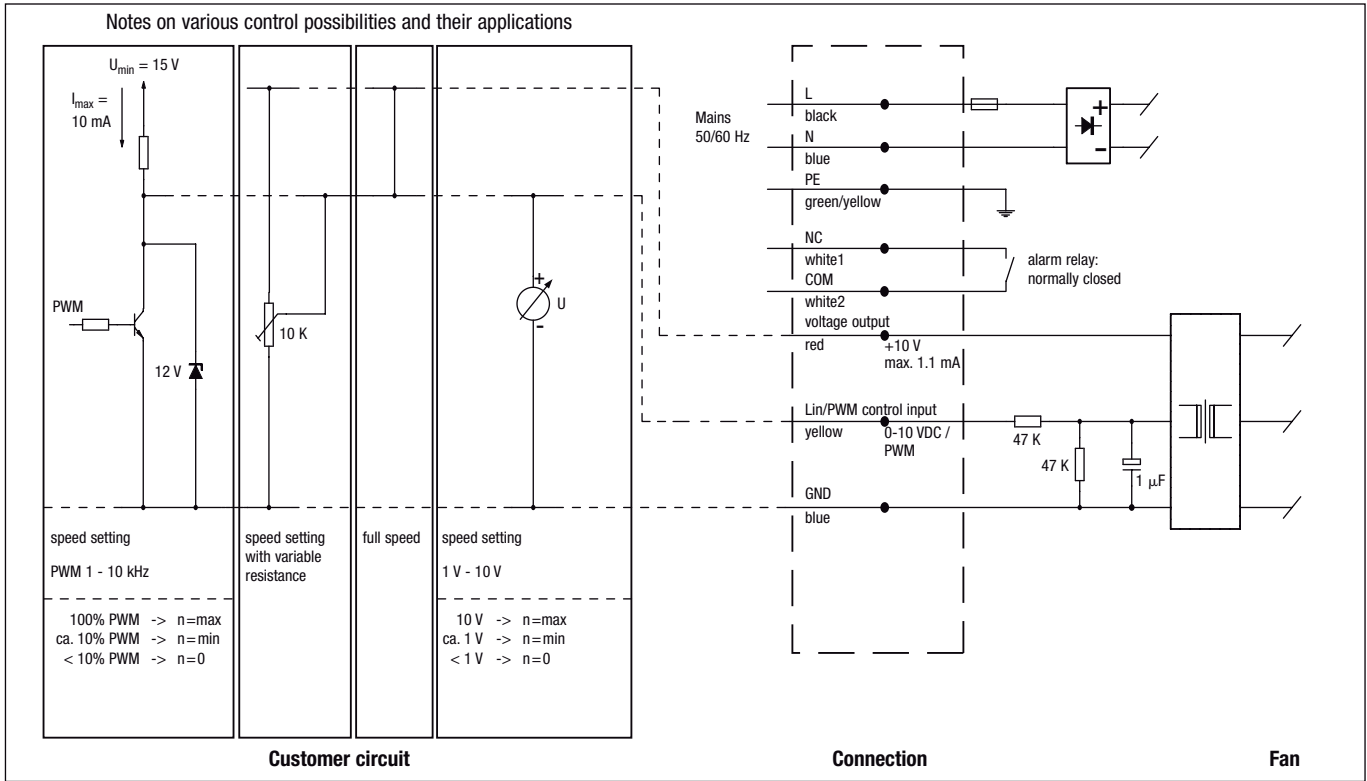 Notes on various control possibilities and their applications
Umin = 15 V
Imax =
10 mA
PWM
12 V
speed setting
PWM 1 - 10 kHz
100% PWM -> n=max
ca. 10% PWM -> n=min
< 10% PWM -> n=0
10 K
speed setting
with variable
resistance
full speed
+
U
-
speed setting
1 V - 10 V
10 V -> n=max
ca. 1 V -> n=min
< 1 V -> n=0
Customer circuit
Mains
50/60 Hz
L
black
N
blue
PE
green/yellow
NC
white1
COM
white2
voltage output
red
+10 V
max. 1.1 mA
Lin/PWM control input
yellow
0-10 VDC /
PWM
GND
blue
Connection
+
-
alarm relay:
normally closed
47 K
47 K
1 µF
Fan